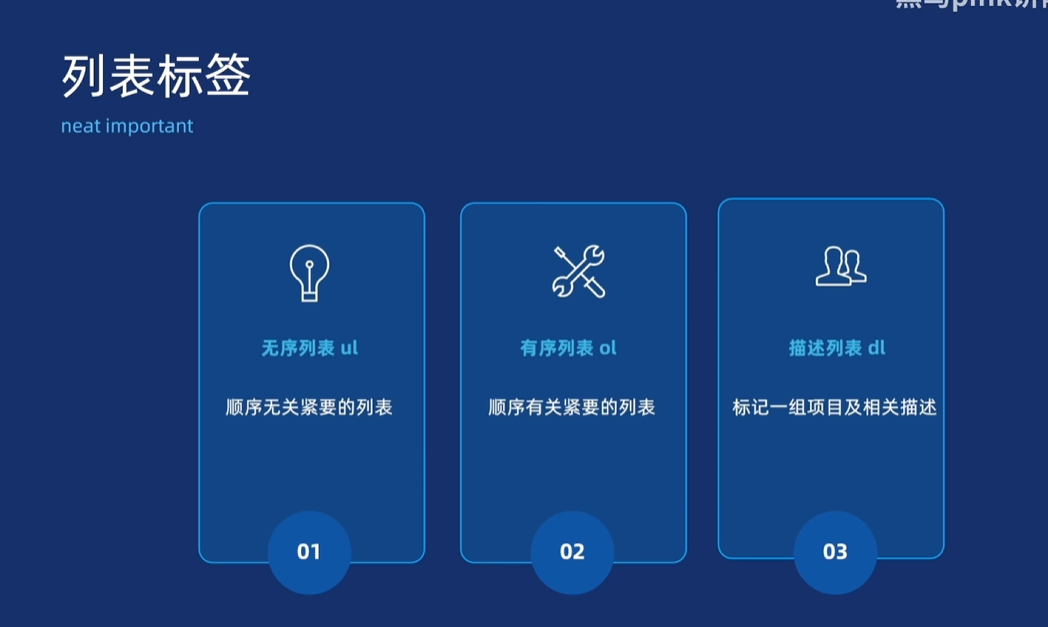 列表标签
neat important
无序列表 ul
顺序无关紧要的列表
01
有序列表 ol
顺序有关紧要的列表
02
描述列表 dl
标记一组项目及相关描述
03